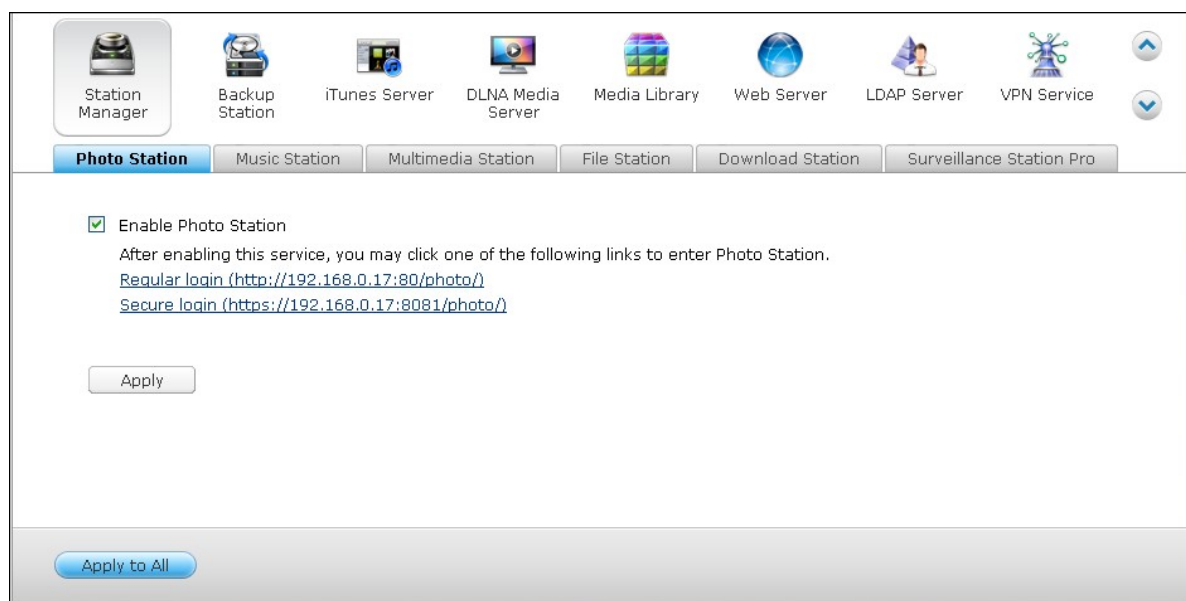 Station Manager
Backup Station
iTunes Server
DLNA Media Server
Media Library
Web Server
LDAP Server
VPN Service
Photo Station
Music Station
Multimedia Station
File Station
Download Station
Surveillance Station Pro
Enable Photo Station
After enabling this service, you may click one of the following links to enter Photo Station.
Regular login (http://192.168.0.17:80/photo/)
Secure login (https://192.168.0.17:8081/photo/)
Apply
Apply to All